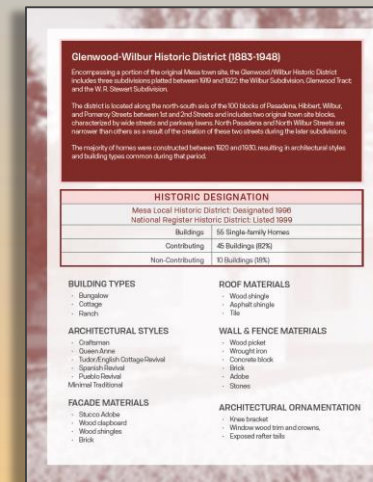 Glenwood-Wilbur Historic District (1883-1948)
Encompassing a portion of the original Mesa town site, the Glenwood/Wilbur Historic District
includes three subdivisions platted between 1919 and 1922: the Wilbur Subdivision, Glenwood Tract,
and the W. R. Stewart Subdivision.
The district is located along the north-south axis of the 100 blocks of Pasadena, Hibbert, Wilbur,
and Pomeroy Streets between 1st and 2nd Streets and includes two original town site blocks,
characterized by wide streets and parkway lawns. North Pasadena and North Wilbur Streets are
narrower than others as a result of the creation of these two streets during the later subdivisions.
The majority of homes were constructed between 1920 and 1930, resulting in architectural styles
and building types common during that period.
HISTORIC DESIGNATION
Mesa Local Historic District: Designated 1996
National Register Historic District: Listed 1999
Buildings 55 Single-family Homes
Contributing 45 Buildings (82%)
Non-Contributing 10 Buildings (18%)
BUILDING TYPES
· Bungalow
· Cottage
· Ranch
ARCHITECTURAL STYLES
· Craftsman
· Queen Anne
· Tudor/English Cottage Revival
· Spanish Revival
· Pueblo Revival
Minimal Traditional
FACADE MATERIALS
· Stucco Adobe
· Wood clapboard
· Wood shingles
· Brick
ROOF MATERIALS
· Wood shingle
· Asphalt shingle
· Tile
WALL & FENCE MATERIALS
· Wood picket
· Wrought iron
· Concrete block
· Brick
· Adobe
· Stones
ARCHITECTURAL ORNAMENTATION
· Knee bracket
· Window wood trim and crowns,
· Exposed rafter tails